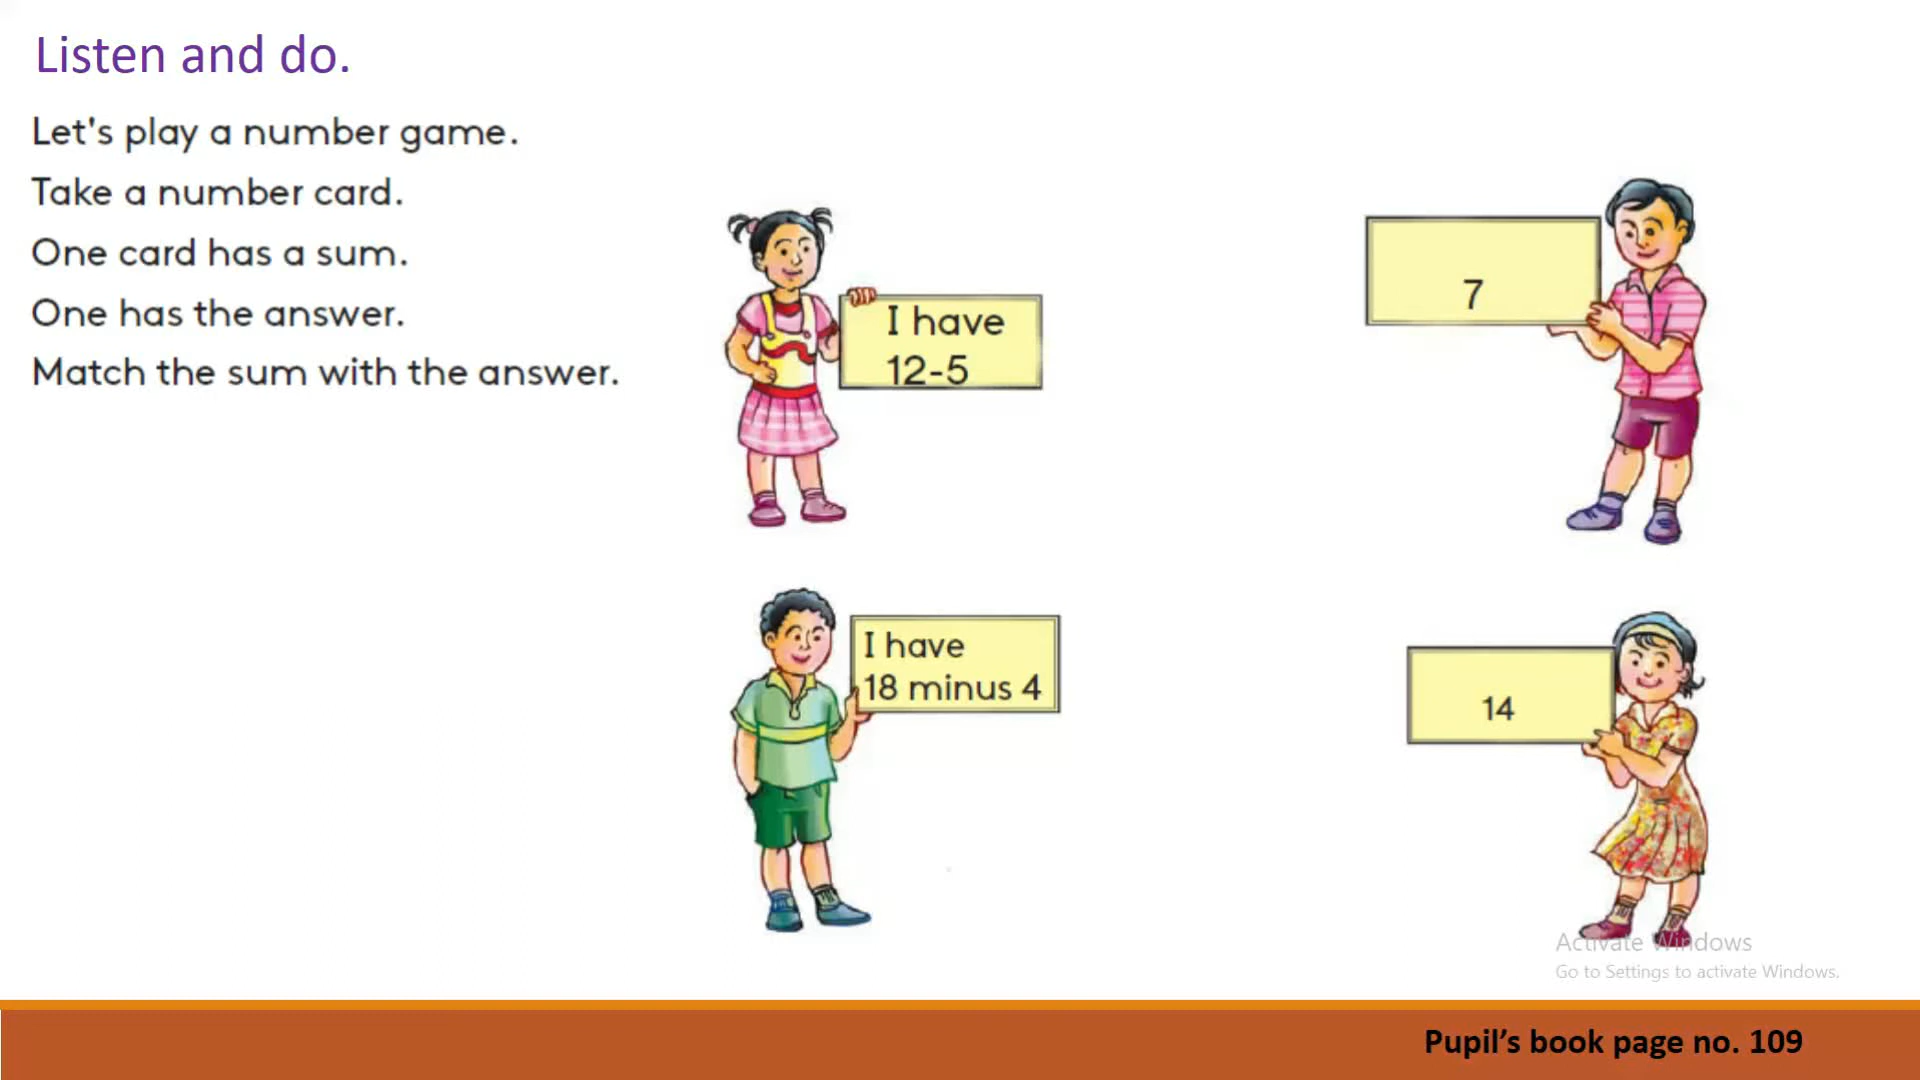 Listen and do.
Let's play a number game.
Take a number card.
One card has a sum.
One has the answer.
Match the sum with the answer.
I have
12-5
7
I have
18 minus 4
14
Activate Windows
Go to Settings to activate Windows.
Pupil’s book page no. 109